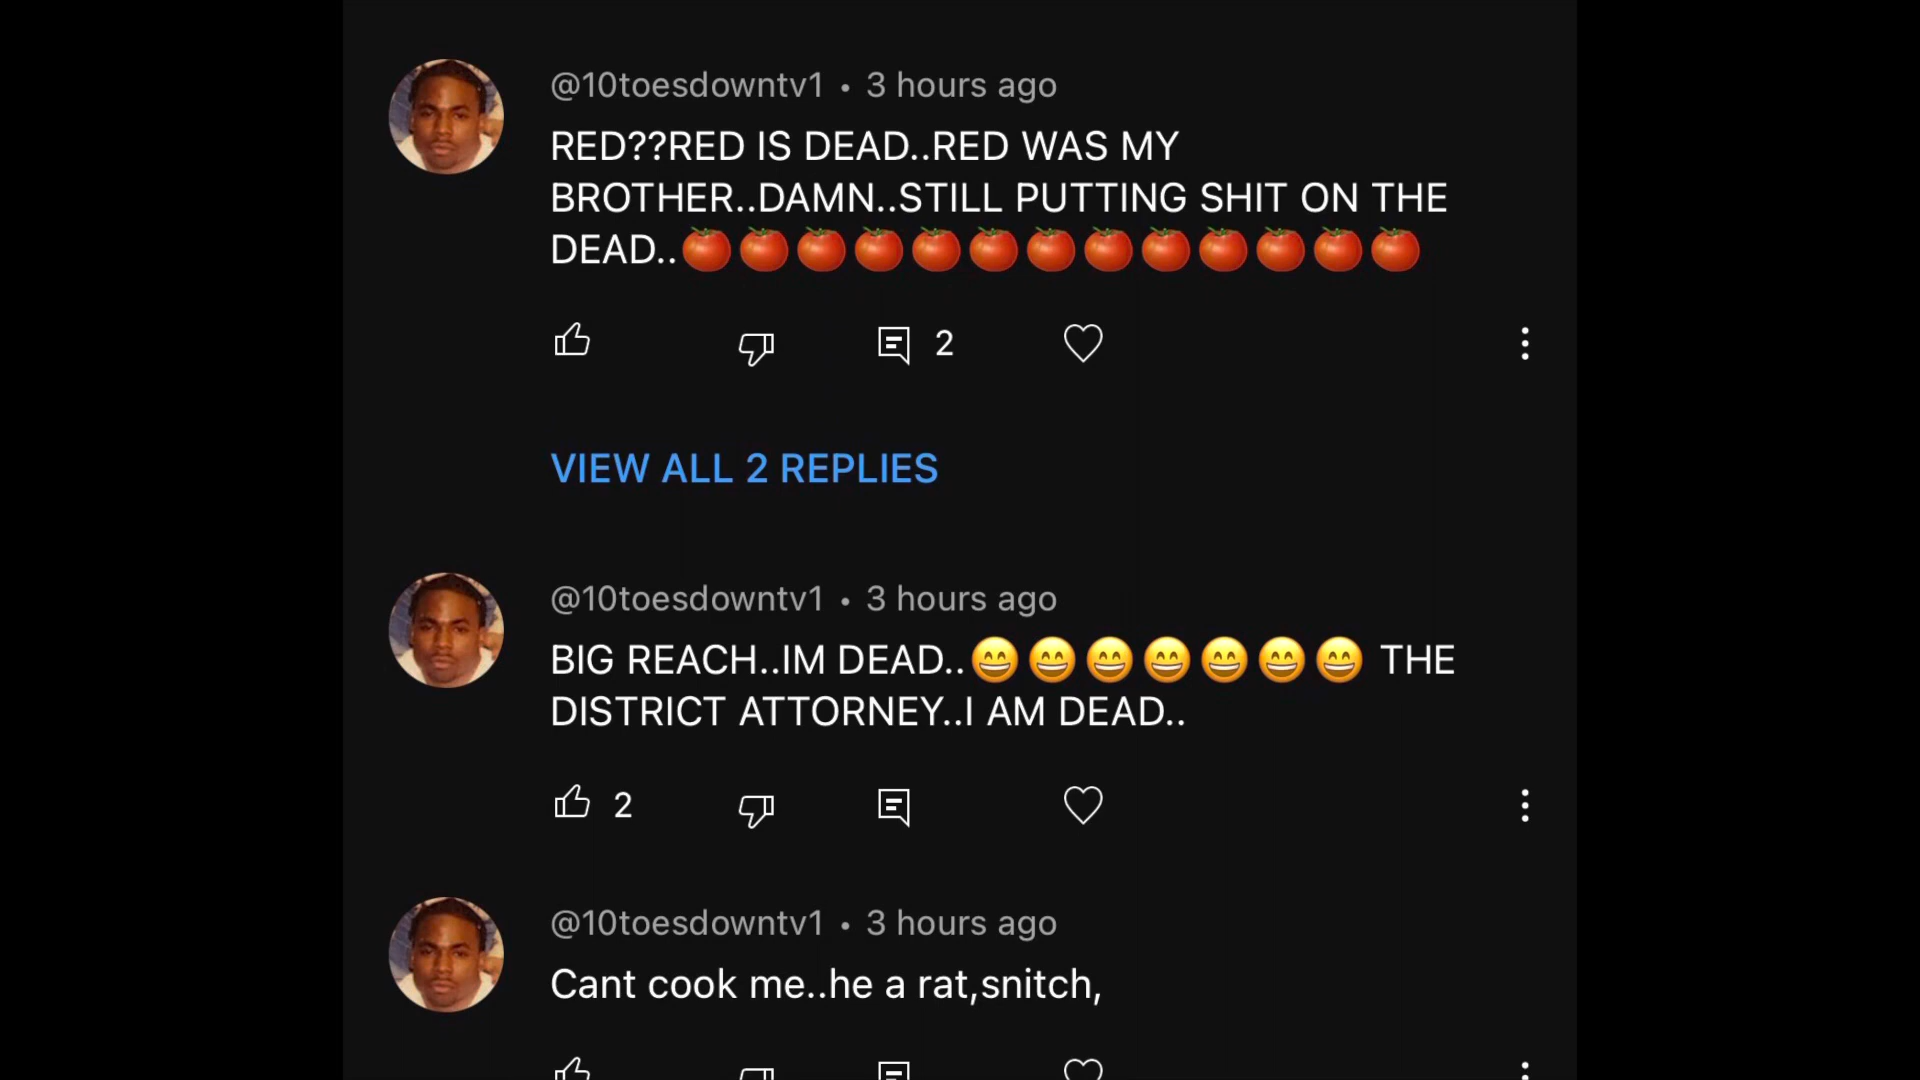 @10toesdowntv1 • 3 hours ago
RED??RED IS DEAD..RED WAS MY
BROTHER..DAMN..STILL PUTTING SHIT ON THE
DEAD..🍅🍅🍅🍅🍅🍅🍅🍅🍅🍅🍅🍅🍅
2
VIEW ALL 2 REPLIES
@10toesdowntv1 • 3 hours ago
BIG REACH..IM DEAD..😄😄😄😄😄😄😄 THE
DISTRICT ATTORNEY..I AM DEAD..
2
@10toesdowntv1 • 3 hours ago
Cant cook me..he a rat,snitch,